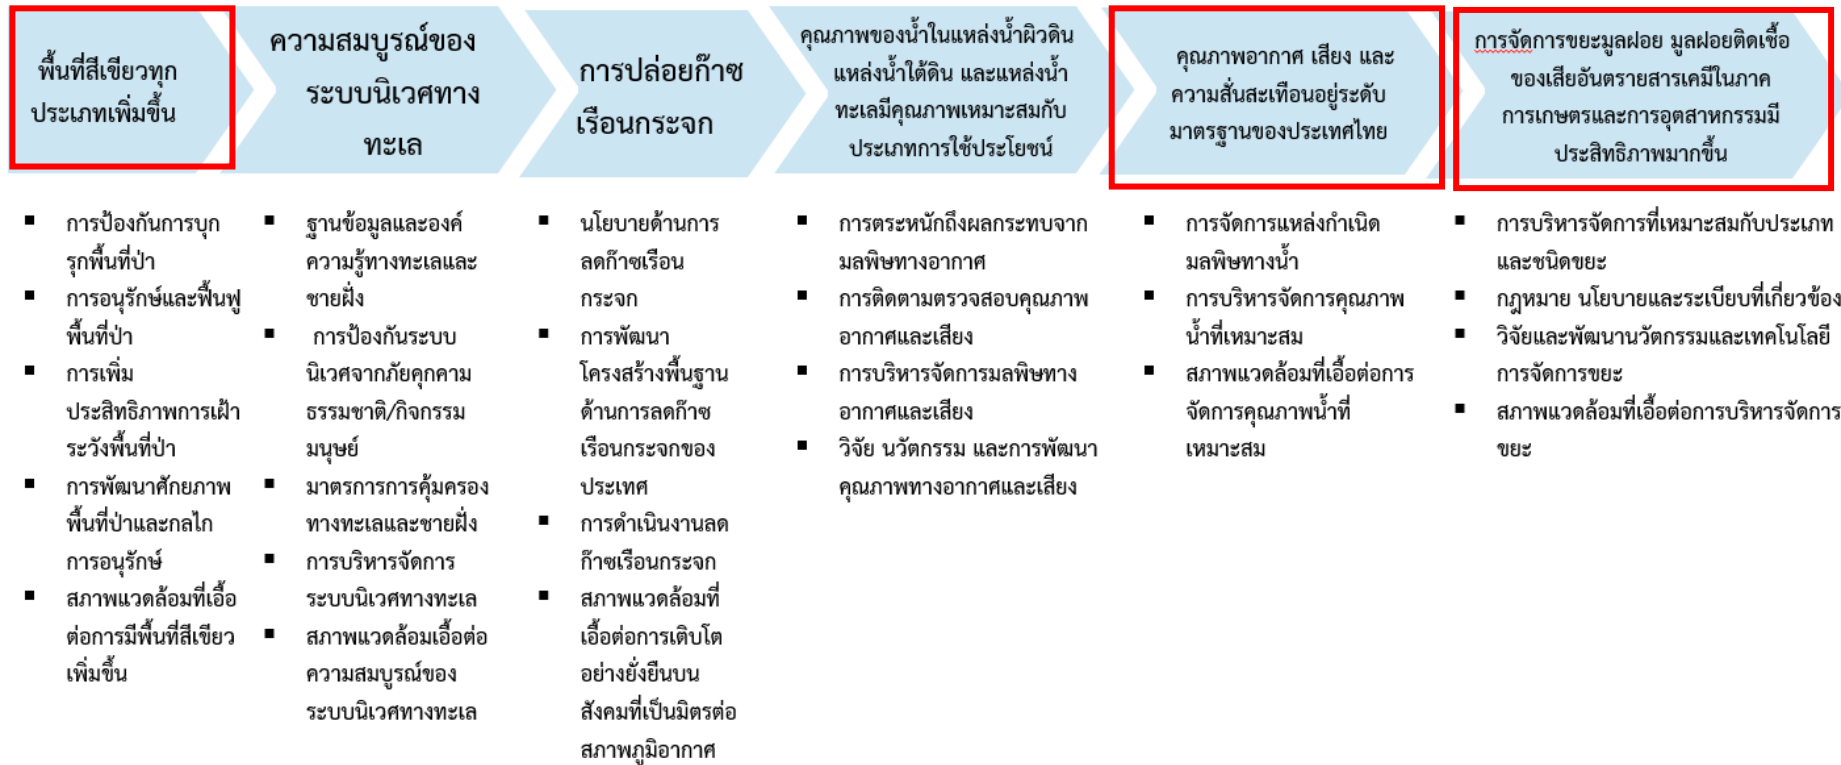 พื้นที่สีเขียวทุก
ประเภทเพิ่มขึ้น
ความสมบูรณ์ของ
ระบบนิเวศทาง
ทะเล
การปล่อยก๊าซ
เรือนกระจก
คุณภาพของน้ำในแหล่งน้ำผิวดิน
แหล่งน้ำใต้ดิน และแหล่งน้ำ
ทะเลมีคุณภาพเหมาะสมกับ
ประเภทการใช้ประโยชน์
คุณภาพอากาศ เสียง และ
ความสั่นสะเทือนอยู่ระดับ
มาตรฐานของประเทศไทย
การจัดการขยะมูลฝอย มูลฝอยติดเชื้อ
ของเสียอันตรายสารเคมีในภาค
การเกษตรและการอุตสาหกรรมมี
ประสิทธิภาพมากขึ้น
▪ การป้องกันการบุก
รุกพื้นที่ป่า
▪ การอนุรักษ์และฟื้นฟู
พื้นที่ป่า
▪ การเพิ่ม
ประสิทธิภาพการเฝ้า
ระวังพื้นที่ป่า
▪ การพัฒนาศักยภาพ
พื้นที่ป่าและกลไก
การอนุรักษ์
▪ สภาพแวดล้อมที่เอื้อ
ต่อการมีพื้นที่สีเขียว
เพิ่มขึ้น
▪ ฐานข้อมูลและองค์
ความรู้ทางทะเลและ
ชายฝั่ง
▪ การป้องกันระบบ
นิเวศจากภัยคุกคาม
ธรรมชาติ/กิจกรรม
มนุษย์
▪ มาตรการการคุ้มครอง
ทางทะเลและชายฝั่ง
▪ การบริหารจัดการ
ระบบนิเวศทางทะเล
▪ สภาพแวดล้อมเอื้อต่อ
ความสมบูรณ์ของ
ระบบนิเวศทางทะเล
▪ นโยบายด้านการ
ลดก๊าซเรือน
กระจก
▪ การพัฒนา
โครงสร้างพื้นฐาน
ด้านการลดก๊าซ
เรือนกระจกของ
ประเทศ
▪ การดำเนินงานลด
ก๊าซเรือนกระจก
▪ สภาพแวดล้อมที่
เอื้อต่อการเติบโต
อย่างยั่งยืนบน
สังคมที่เป็นมิตรต่อ
สภาพภูมิอากาศ
▪ การตระหนักถึงผลกระทบจาก
มลพิษทางอากาศ
▪ การติดตามตรวจสอบคุณภาพ
อากาศและเสียง
▪ การบริหารจัดการมลพิษทาง
อากาศและเสียง
▪ วิจัย นวัตกรรม และการพัฒนา
คุณภาพทางอากาศและเสียง
▪ การจัดการแหล่งกำเนิด
มลพิษทางน้ำ
▪ การบริหารจัดการคุณภาพ
น้ำที่เหมาะสม
▪ สภาพแวดล้อมที่เอื้อต่อการ
จัดการคุณภาพน้ำที่
เหมาะสม
▪ การบริหารจัดการที่เหมาะสมกับประเภท
และชนิดขยะ
▪ กฎหมาย นโยบายและระเบียบที่เกี่ยวข้อง
▪ วิจัยและพัฒนานวัตกรรมและเทคโนโลยี
การจัดการขยะ
▪ สภาพแวดล้อมที่เอื้อต่อการบริหารจัดการ
ขยะ